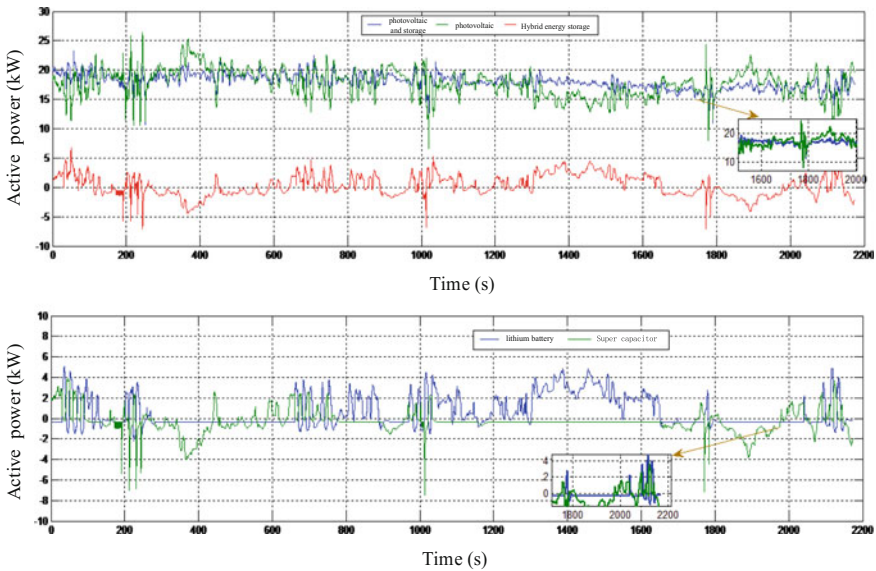 photovoltaic and storage
photovoltaic
Hybrid energy storage
30
25
20
15
10
5
0
-5
-10
Active power (kW)
20
10
1600 1800 2000
0 200 400 600 800 1000 1200 1400 1600 1800 2000 2200
Time (s)
10
8
6
4
2
0
-2
-4
-6
-8
-10
Active power (kW)
lithium battery
Super capacitor
4
2
0
1800 2000 2200
0 200 400 600 800 1000 1200 1400 1600 1800 2000 2200
Time (s)